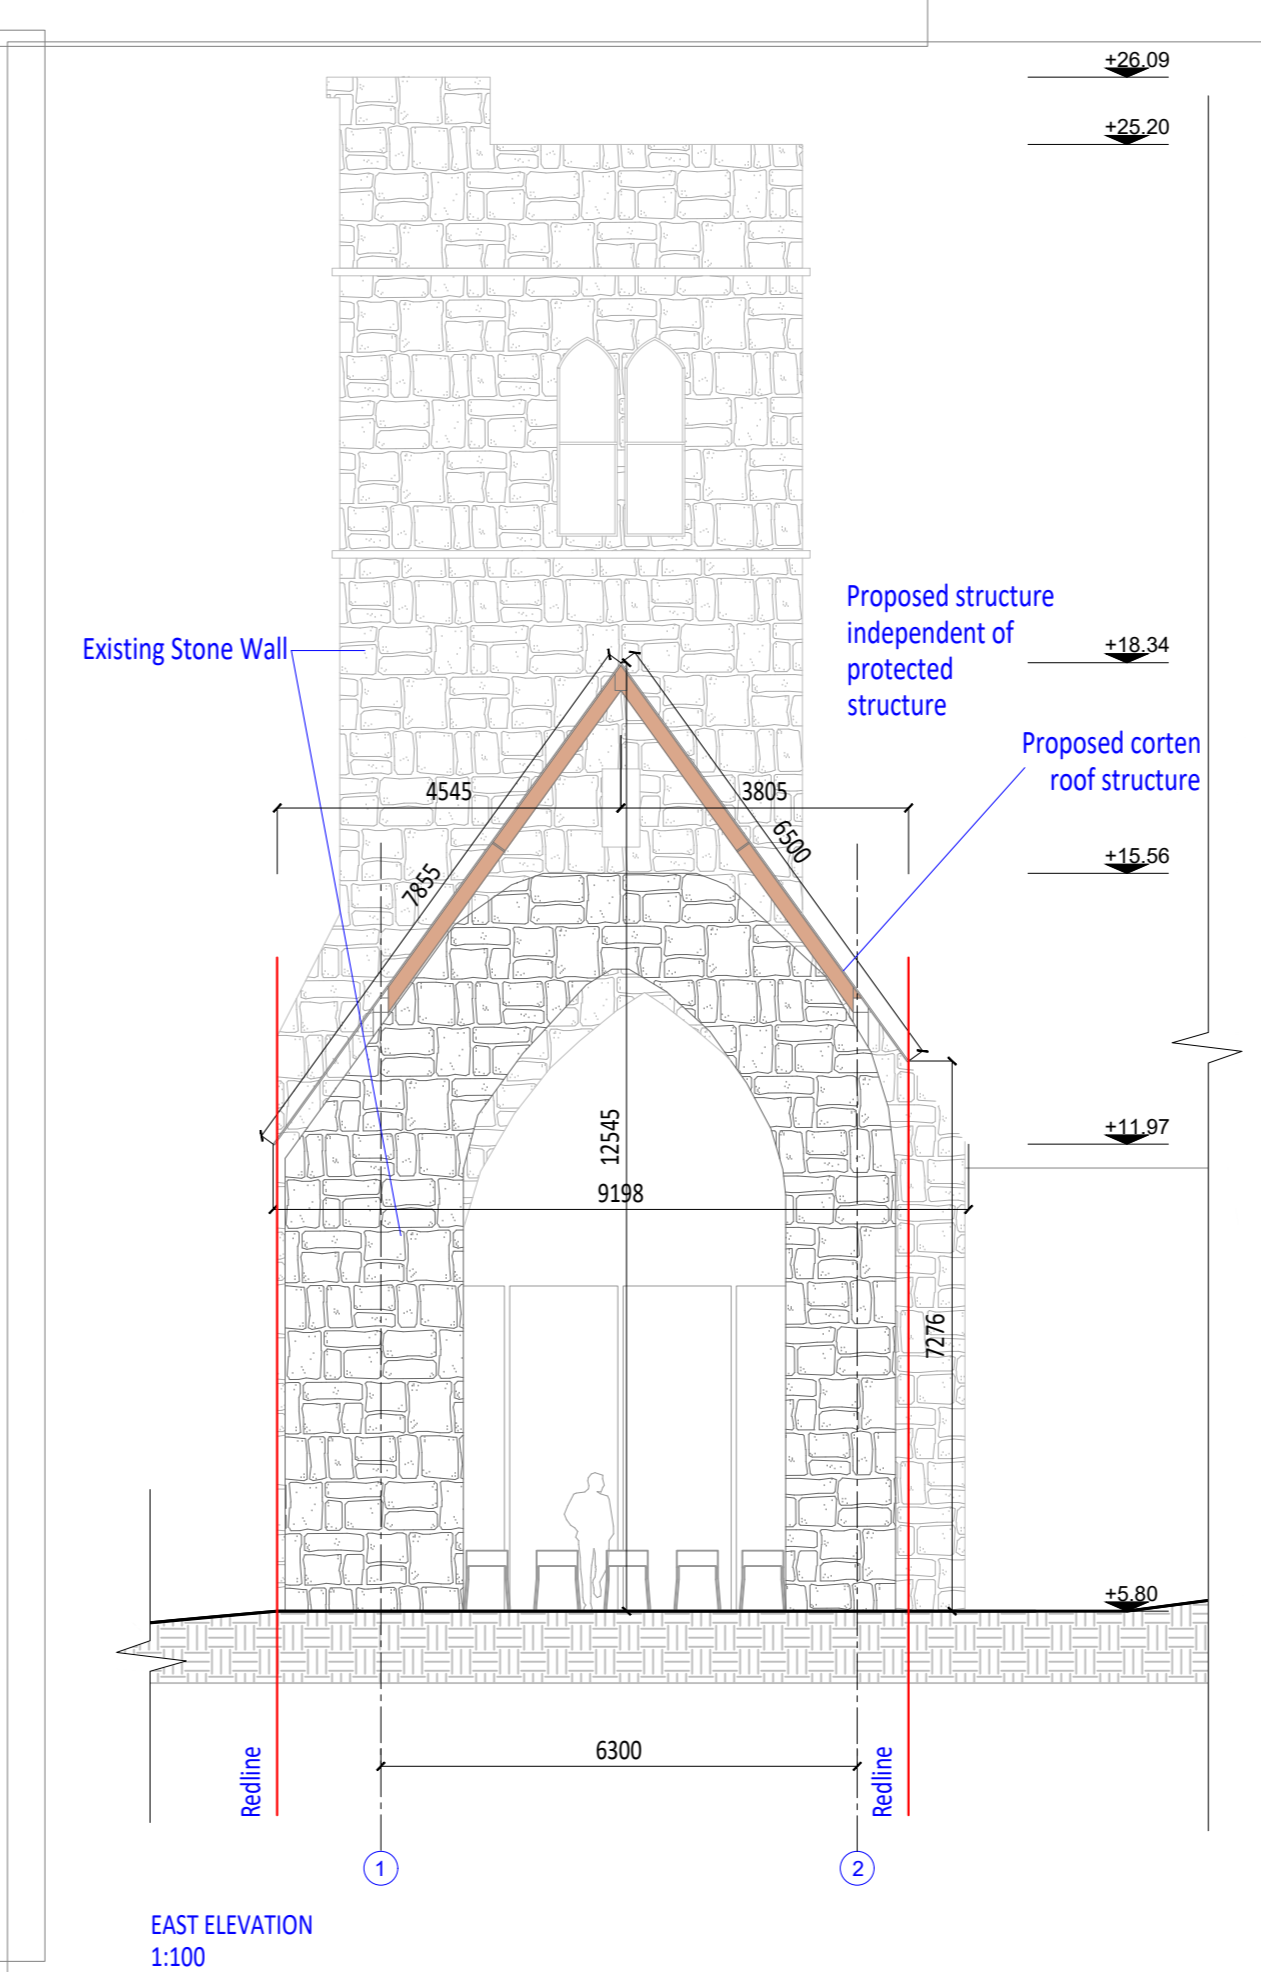 +26.09
+25.20
Proposed structure
independent of
protected
structure
Existing Stone Wall
+18.34
Proposed corten
roof structure
4545
3805
6500
7855
+15.56
12545
+11.97
9198
7276
+5.80
6300
Redline
Redline
1
2
EAST ELEVATION
1:100